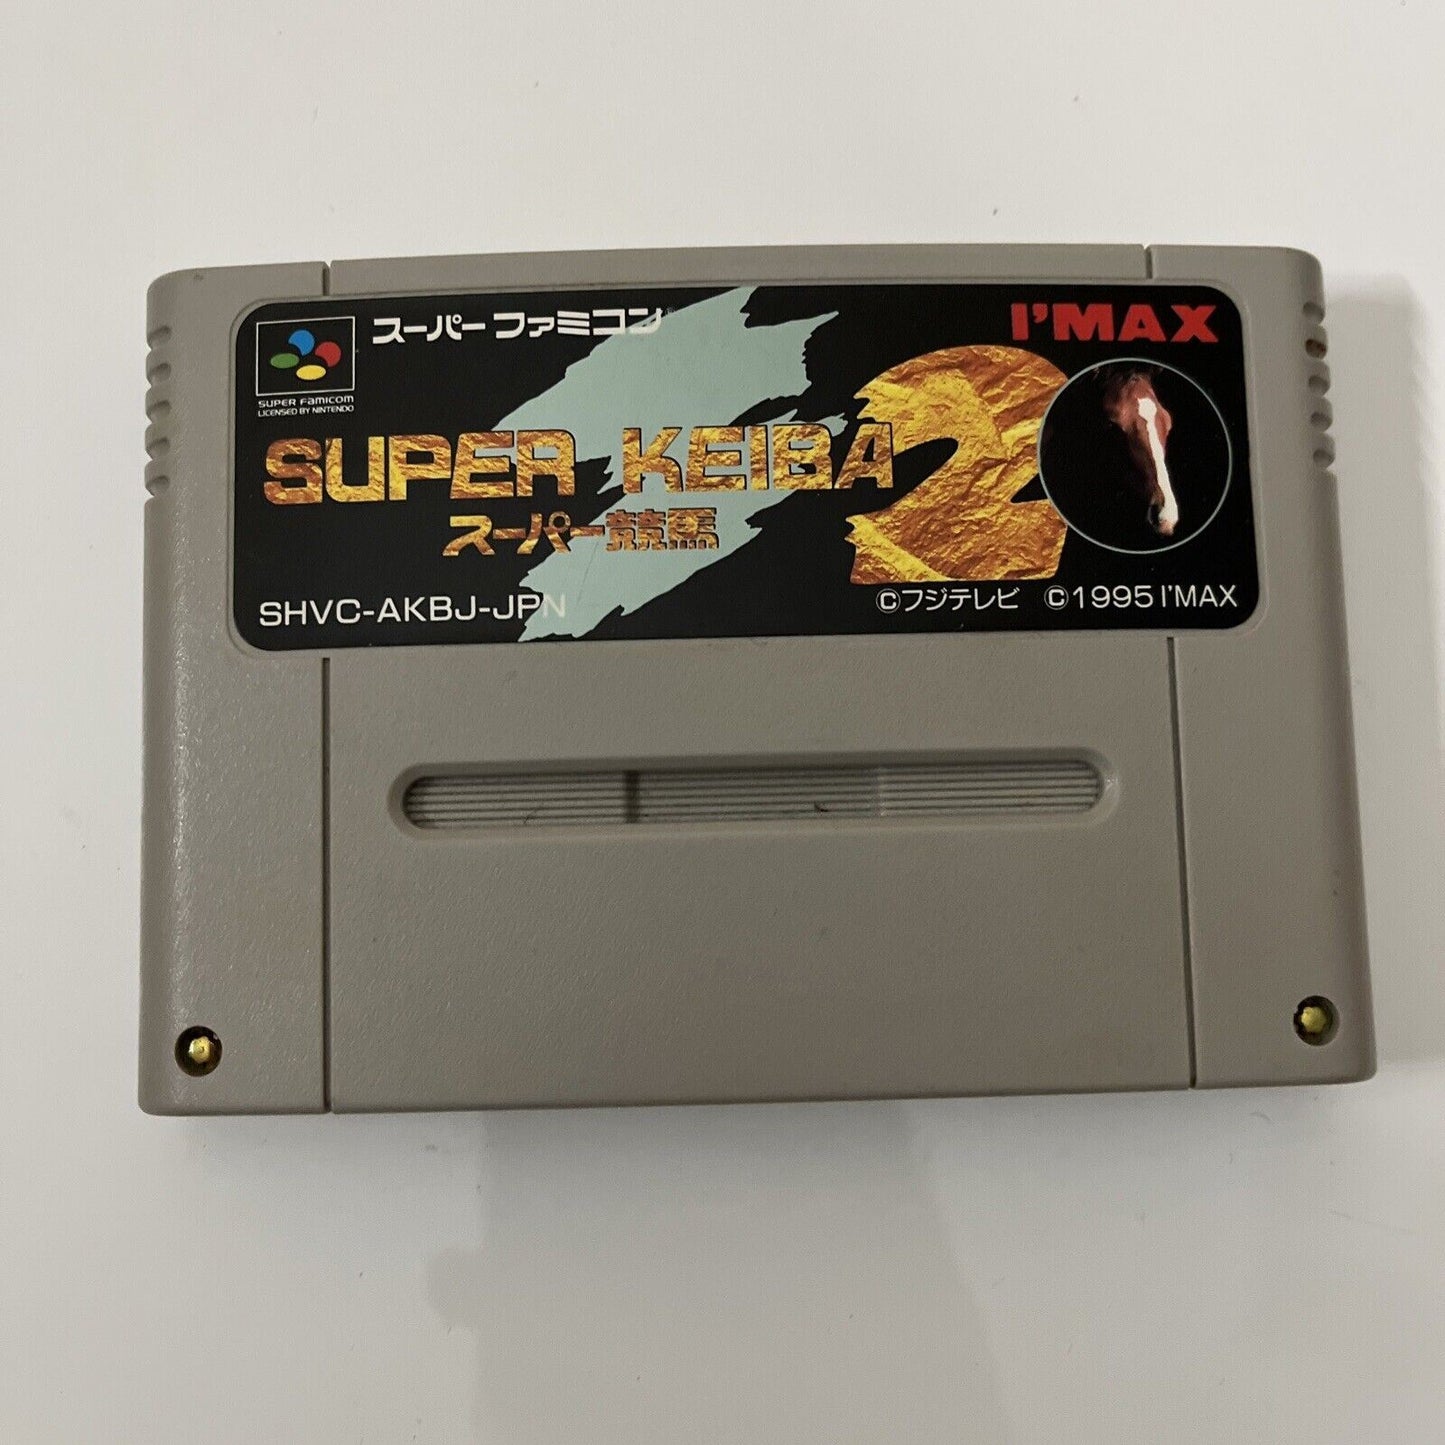 スーパーファミコン
I'MAX
SUPER FAMICOM
LICENSED BY NINTENDO
SUPER KEIBA 2
スーパー競馬
SHVC-AKBJ-JPN
©フジテレビ ©1995 I'MAX